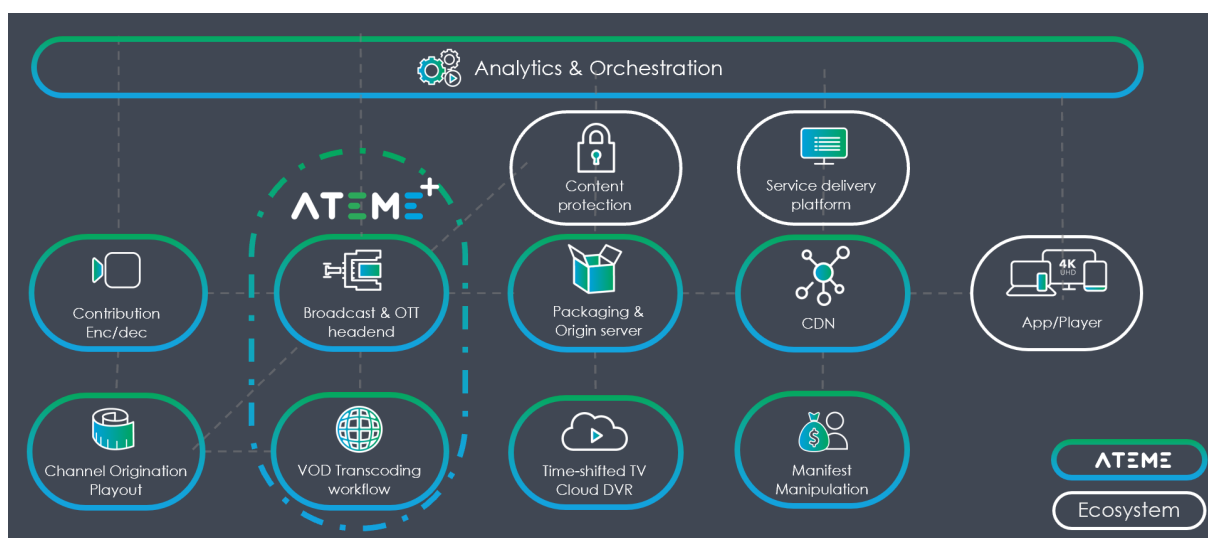 Analytics & Orchestration
Content
protection
Service delivery
platform
ATEME+
Contribution
Enc/dec
Broadcast & OTT
headend
Packaging &
Origin server
CDN
4K
UHD
App/Player
Channel Origination
Playout
VOD Transcoding
workflow
Time-shifted TV
Cloud DVR
$
Manifest
Manipulation
ATEME
Ecosystem